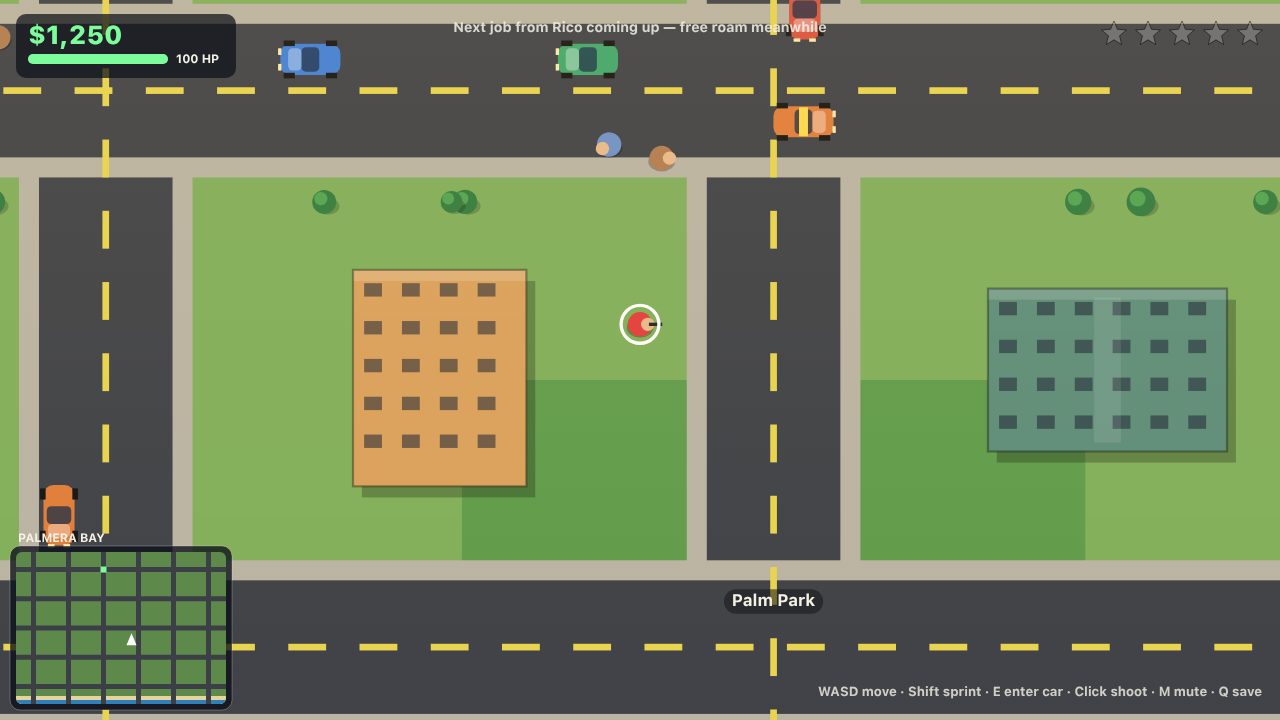 $1,250
100 HP
Next job from Rico coming up — free roam meanwhile
PALMERA BAY
Palm Park
WASD move · Shift sprint · E enter car · Click shoot · M mute · Q save